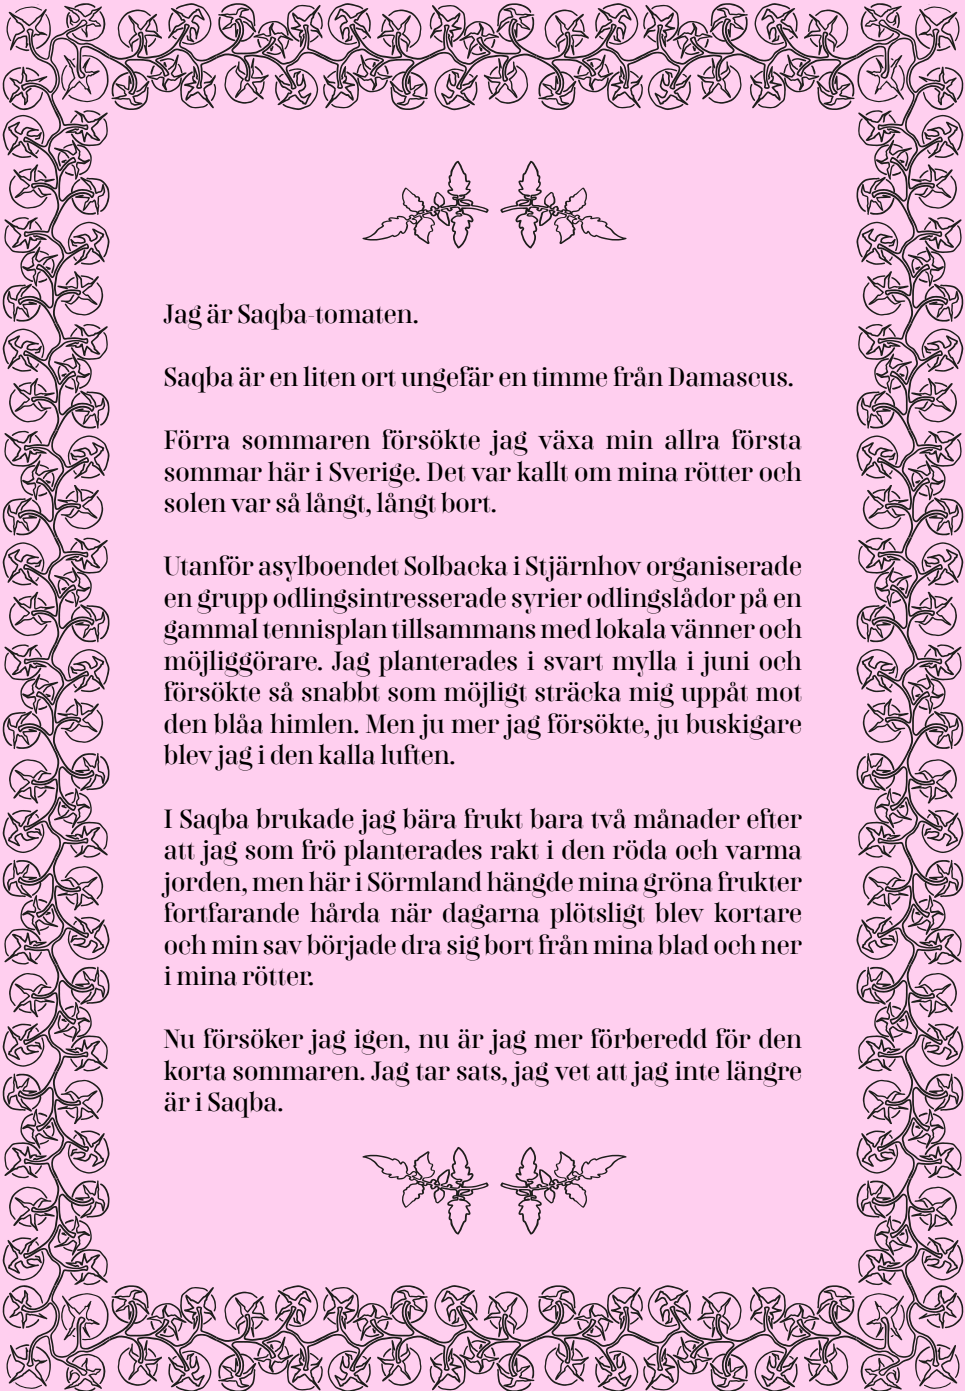 Jag är Saqba-tomaten.
Saqba är en liten ort ungefär en timme från Damascus.
Förra sommaren försökte jag växa min allra första
sommar här i Sverige. Det var kallt om mina rötter och
solen var så långt, långt bort.
Utanför asylboendet Solbacka i Stjärnhov organiserade
en grupp odlingsintresserade syrier odlingslådor på en
gammal tennisplan tillsammans med lokala vänner och
möjliggörare. Jag planterades i svart mylla i juni och
försökte så snabbt som möjligt sträcka mig uppåt mot
den blåa himlen. Men ju mer jag försökte, ju buskigare
blev jag i den kalla luften.
I Saqba brukade jag bära frukt bara två månader efter
att jag som frö planterades rakt i den röda och varma
jorden, men här i Sörmland hängde mina gröna frukter
fortfarande hårda när dagarna plötsligt blev kortare
och min sav började dra sig bort från mina blad och ner
i mina rötter.
Nu försöker jag igen, nu är jag mer förberedd för den
korta sommaren. Jag tar sats, jag vet att jag inte längre
är i Saqba.